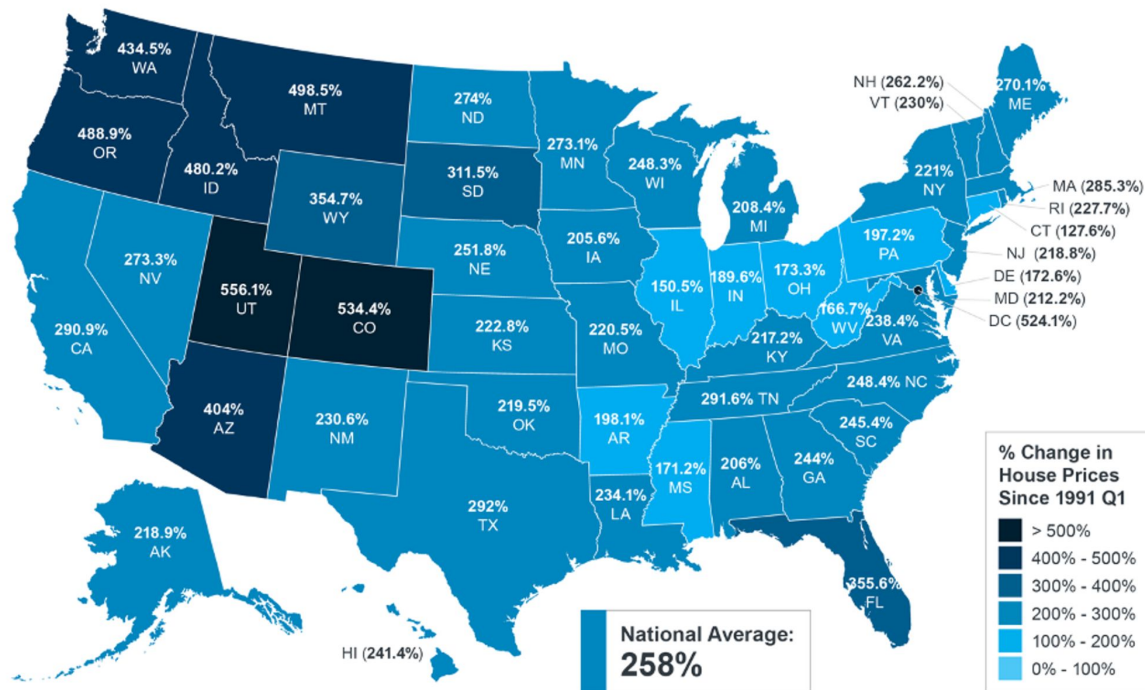 434.5%
WA
498.5%
MT
274%
ND
273.1%
MN
NH (262.2%)
VT (230%)
270.1%
ME
488.9%
OR
480.2%
ID
311.5%
SD
248.3%
WI
221%
NY
354.7%
WY
208.4%
MI
MA (285.3%)
RI (227.7%)
CT (127.6%)
NJ (218.8%)
DE (172.6%)
MD (212.2%)
DC (524.1%)
251.8%
NE
205.6%
IA
197.2%
PA
273.3%
NV
556.1%
UT
534.4%
CO
150.5%
IL
189.6%
IN
173.3%
OH
166.7%
WV
290.9%
CA
222.8%
KS
220.5%
MO
217.2%
KY
238.4%
VA
404%
AZ
230.6%
NM
219.5%
OK
198.1%
AR
291.6% TN
248.4% NC
245.4%
SC
171.2%
MS
206%
AL
244%
GA
292%
TX
234.1%
LA
218.9%
AK
355.6%
FL
HI (241.4%)
National Average:
258%
% Change in
House Prices
Since 1991 Q1
> 500%
400% - 500%
300% - 400%
200% - 300%
100% - 200%
0% - 100%